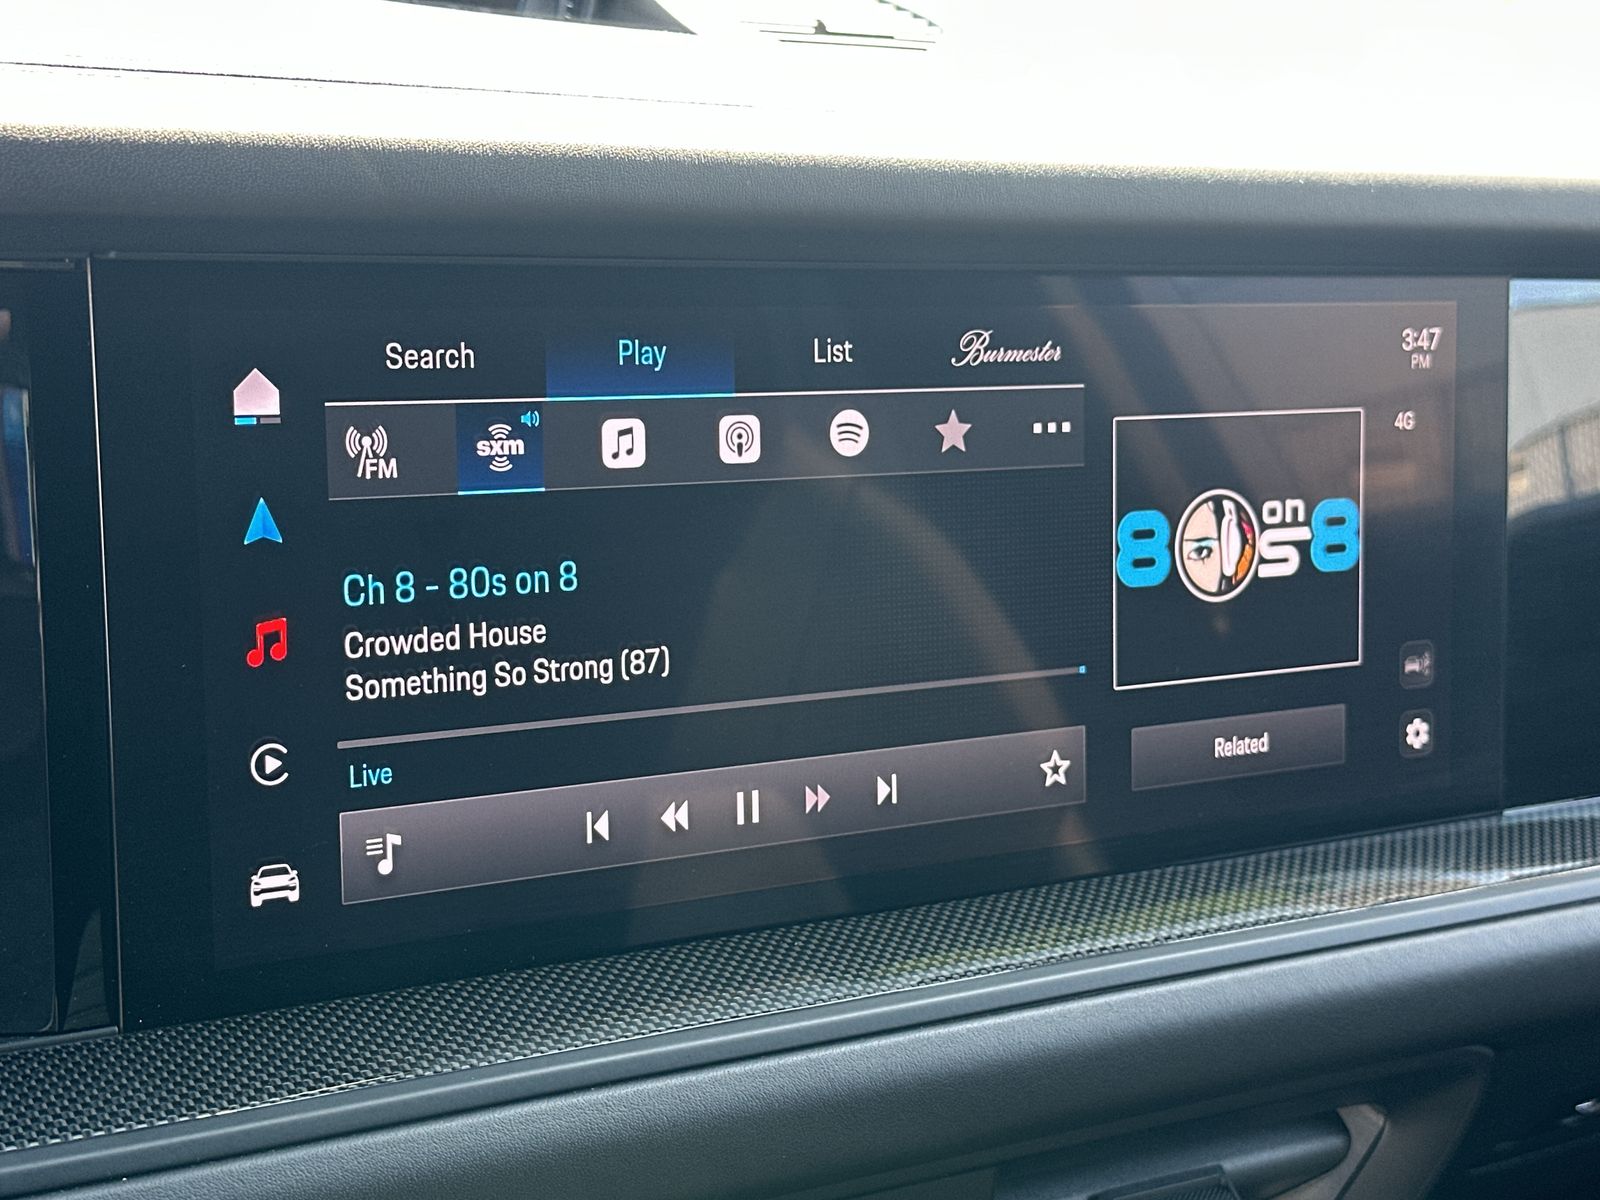 Search
Play
List
Burmester
3:47
PM
4G
FM
sxm
80s on 8
Ch 8 - 80s on 8
Crowded House
Something So Strong (87)
Live
Related